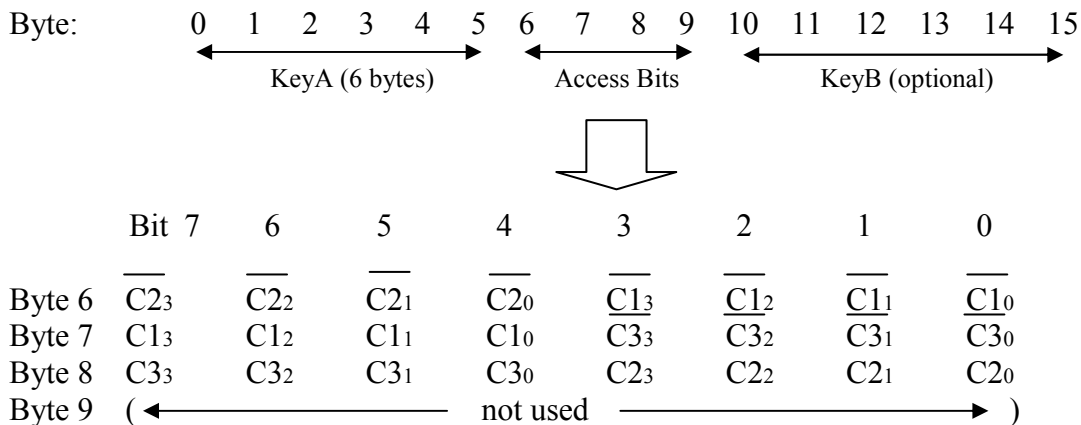 Byte: 0 1 2 3 4 5 6 7 8 9 10 11 12 13 14 15
KeyA (6 bytes) Access Bits KeyB (optional)
Bit 7 6 5 4 3 2 1 0
Byte 6 C2₃ C2₂ C2₁ C2₀ C1₃ C1₂ C1₁ C1₀
Byte 7 C1₃ C1₂ C1₁ C1₀ C3₃ C3₂ C3₁ C3₀
Byte 8 C3₃ C3₂ C3₁ C3₀ C2₃ C2₂ C2₁ C2₀
Byte 9 ( not used )